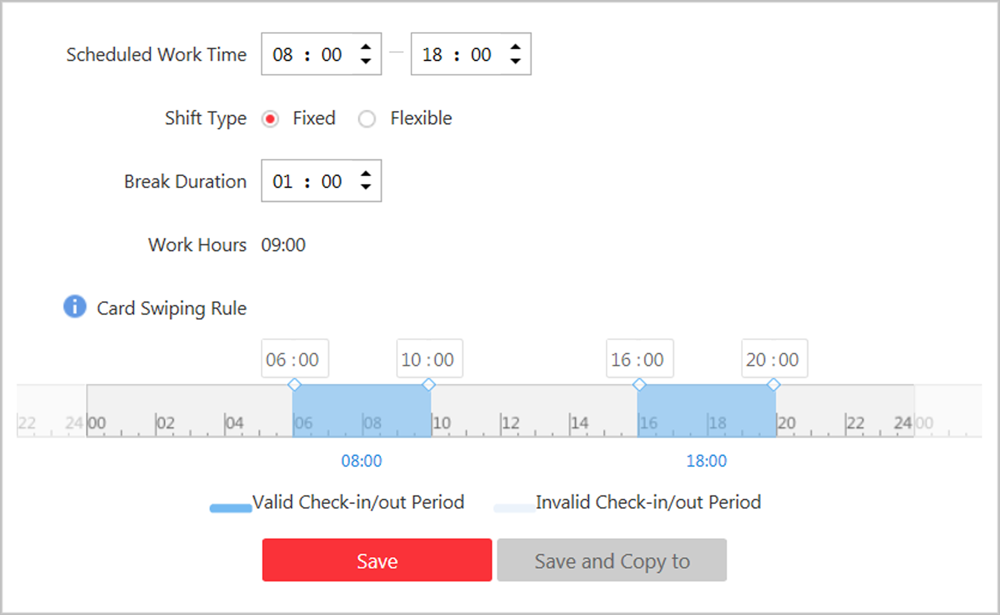 Scheduled Work Time 08 : 00 — 18 : 00
Shift Type Fixed Flexible
Break Duration 01 : 00
Work Hours 09:00
i Card Swiping Rule
06 :00 10 :00 16 :00 20 :00
22 24 00 02 04 06 08 10 12 14 16 18 20 22 24 00
08:00 18:00
Valid Check-in/out Period Invalid Check-in/out Period
Save Save and Copy to